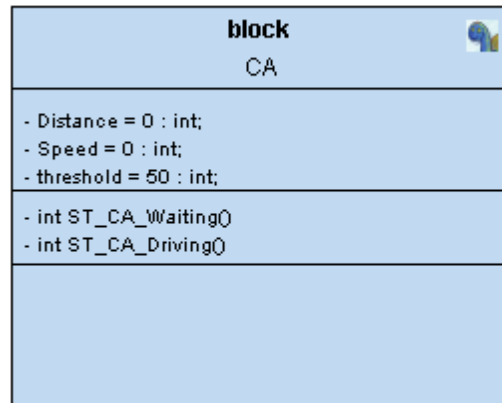 block
CA
- Distance = 0 : int;
- Speed = 0 : int;
- threshold = 50 : int;
- int ST_CA_Waiting()
- int ST_CA_Driving()